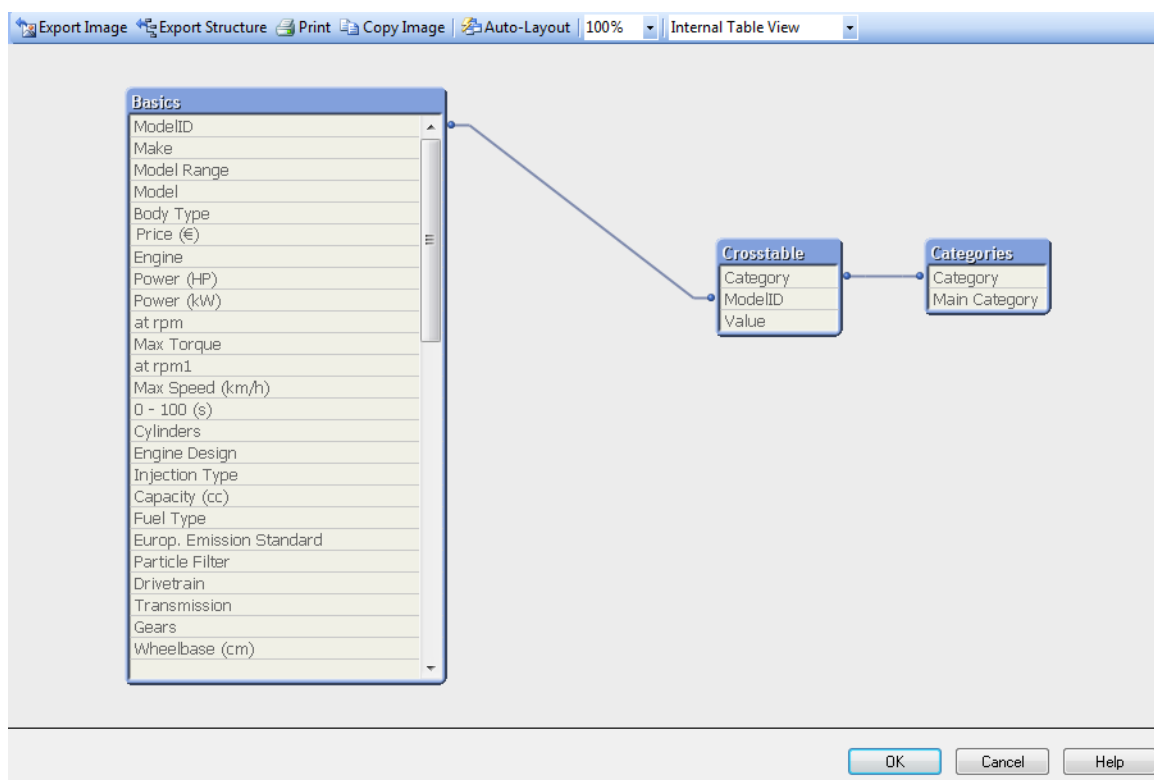 Export Image Export Structure Print Copy Image Auto-Layout 100% Internal Table View
Basics
ModelID
Make
Model Range
Model
Body Type
Price (€)
Engine
Power (HP)
Power (kW)
at rpm
Max Torque
at rpm1
Max Speed (km/h)
0 - 100 (s)
Cylinders
Engine Design
Injection Type
Capacity (cc)
Fuel Type
Europ. Emission Standard
Particle Filter
Drivetrain
Transmission
Gears
Wheelbase (cm)
Crosstable
Category
ModelID
Value
Categories
Category
Main Category
OK Cancel Help